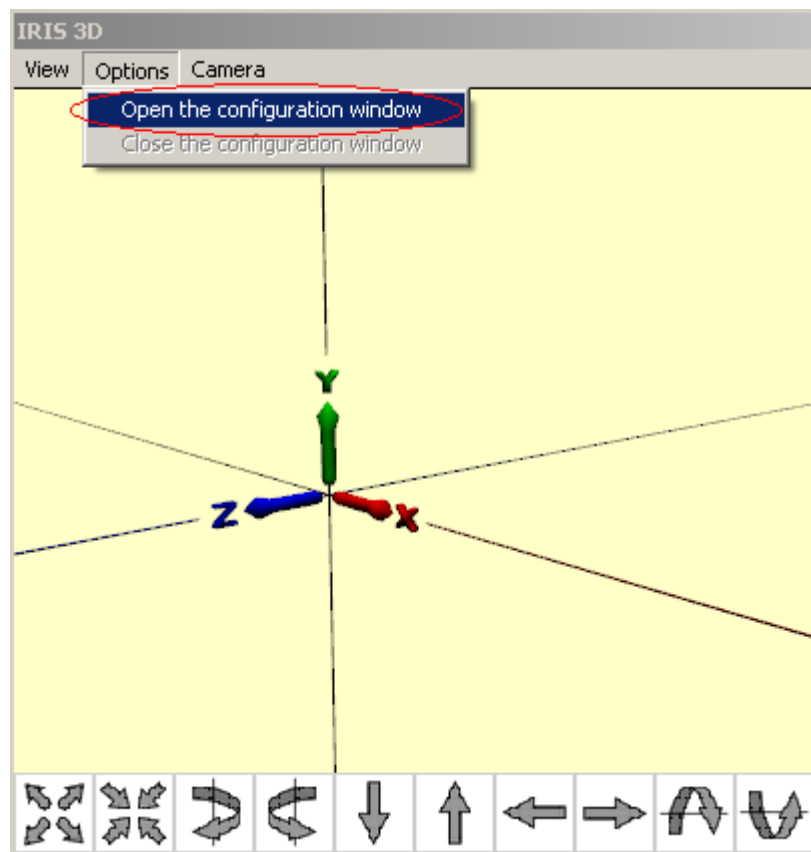 IRIS 3D
View Options Camera
Open the configuration window
Close the configuration window
Y
Z
X